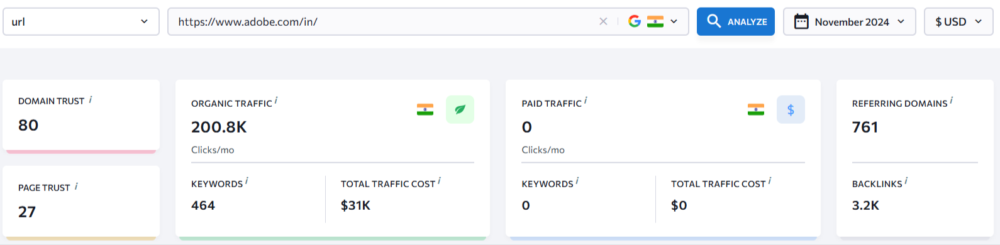 url
https://www.adobe.com/in/
ANALYZE
November 2024
$ USD
DOMAIN TRUST i
80
PAGE TRUST i
27
ORGANIC TRAFFIC i
200.8K
Clicks/mo
KEYWORDS i
464
TOTAL TRAFFIC COST i
$31K
PAID TRAFFIC i
$
0
Clicks/mo
KEYWORDS i
0
TOTAL TRAFFIC COST i
$0
REFERRING DOMAINS i
761
BACKLINKS i
3.2K